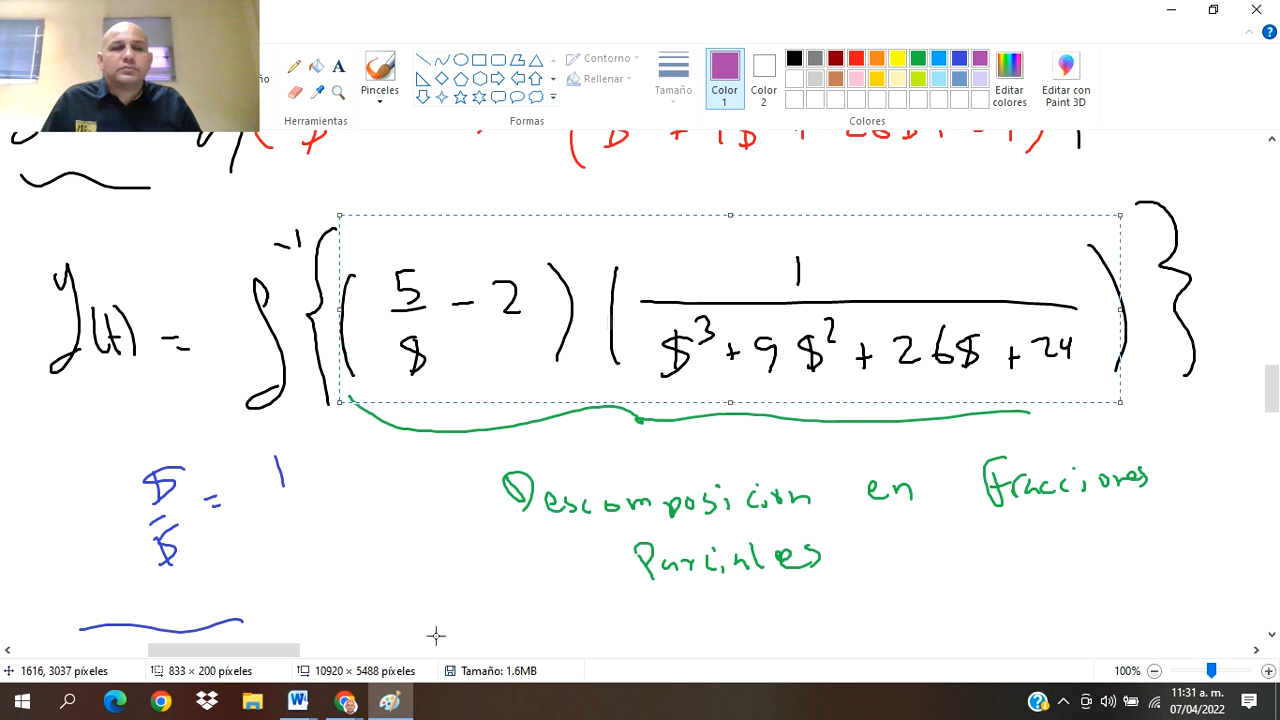 Pinceles
Herramientas
Formas
Contorno
Rellenar
Tamaño
Color 1
Color 2
Editar colores
Editar con Paint 3D
Colores
y(t) = ℒ⁻¹ { ( 5/s − 2 ) ( 1 / (s³ + 9s² + 26s + 24) ) }
s/s = 1
Descomposicion en fracciones
Parciales
1616, 3037 píxeles
833 × 200 píxeles
10920 × 5488 píxeles
Tamaño: 1.6MB
100%
11:31 a. m.
07/04/2022